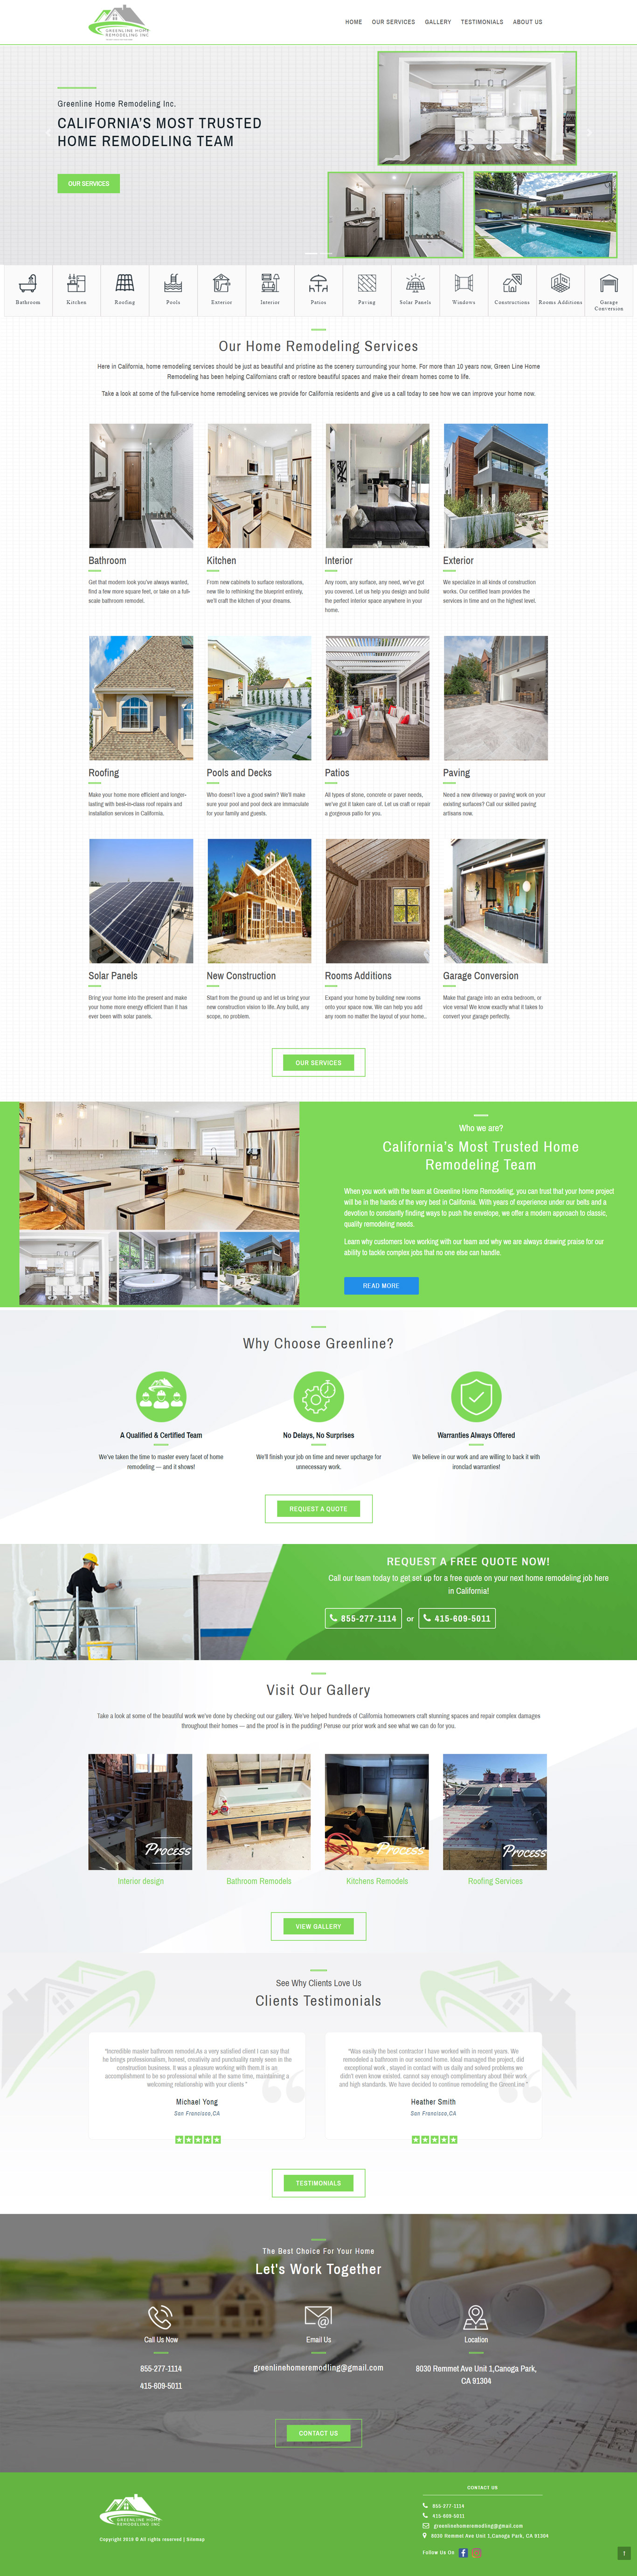 GREENLINE HOME
REMODELING INC.
HOME OUR SERVICES GALLERY TESTIMONIALS ABOUT US
Greenline Home Remodeling Inc.
CALIFORNIA'S MOST TRUSTED
HOME REMODELING TEAM
OUR SERVICES
Bathroom Kitchen Roofing Pools Exterior Interior Patios Paving Solar Panels Windows Constructions Rooms Additions Garage
Conversion
Our Home Remodeling Services
Here in California, home remodeling services should be just as beautiful and pristine as the scenery surrounding your home. For more than 10 years now, Green Line Home
Remodeling has been helping Californians craft or restore beautiful spaces and make their dream homes come to life.
Take a look at some of the full-service home remodeling services we provide for California residents and give us a call today to see how we can improve your home now.
Bathroom
Get that modern look you've always wanted,
find a few more square feet, or take on a full-
scale bathroom remodel.
Kitchen
From new cabinets to surface restorations,
new life to rethinking the blueprint entirely,
we'll craft the kitchen of your dreams.
Interior
Any room, any surface, any need, we've got
you covered. Let us help you design and build
the perfect interior space anywhere in your
home.
Exterior
We specialize in all kinds of construction
works. Our certified team provides the
services in time and on the highest level.
Roofing
Make your home more efficient and longer-
lasting with best-in-class roof repairs and
installation services in California.
Pools and Decks
Who doesn't love a good swim? We'll make
sure your pool and pool deck are immaculate
for your family and guests.
Patios
All types of stone, concrete or paver needs,
we've got it taken care of. Let us craft or repair
a gorgeous patio for you.
Paving
Need a new driveway or paving work on your
existing surfaces? Call our skilled paving
artisans now.
Solar Panels
Bring your home into the present and make
your home more energy efficient than it has
ever been with solar panels.
New Construction
Start from the ground up and let us bring your
new construction vision to life. Any build, any
scope, no problem.
Rooms Additions
Expand your home by building new rooms
onto your space now. We can help you add
any room no matter the layout of your home..
Garage Conversion
Make that garage into an extra bedroom, or
vice versa! We know exactly what it takes to
convert your garage perfectly.
OUR SERVICES
Who we are?
California's Most Trusted Home
Remodeling Team
When you work with the team at Greenline Home Remodeling, you can trust that your home project
will be in the hands of the very best in California. With years of experience under our belts and a
devotion to constantly finding ways to push the envelope, we offer a modern approach to classic,
quality remodeling needs.
Learn why customers love working with our team and why we are always drawing praise for our
ability to tackle complex jobs that no one else can handle.
READ MORE
Why Choose Greenline?
A Qualified & Certified Team
We've taken the time to master every facet of home
remodeling — and it shows!
No Delays, No Surprises
We'll finish your job on time and never upcharge for
unnecessary work.
Warranties Always Offered
We believe in our work and are willing to back it with
ironclad warranties!
REQUEST A QUOTE
REQUEST A FREE QUOTE NOW!
Call our team today to get set up for a free quote on your next home remodeling job here
in California!
855-277-1114 or 415-609-5011
Visit Our Gallery
Take a look at some of the beautiful work we've done by checking out our gallery. We've helped hundreds of California homeowners craft stunning spaces and repair complex damages
throughout their homes — and the proof is in the pudding! Peruse our prior work and see what we can do for you.
Process
Process
Process
Interior design Bathroom Remodels Kitchens Remodels Roofing Services
VIEW GALLERY
See Why Clients Love Us
Clients Testimonials
"Incredible master bathroom remodel.As a very satisfied client I can say that
he brings professionalism, honest, creativity and punctuality rarely seen in the
construction business. It was a pleasure working with them.It is an
accomplishment to be so professional while at the same time, maintaining a
welcoming relationship with your clients "
Michael Yong
San Francisco,CA
"Was easily the best contractor I have worked with in recent years. We
remodeled a bathroom in our second home. Ideal managed the project, did
exceptional work , stayed in contact with us daily and solved problems we
didn't even know existed. cannot say enough complimentary about their work
and high standards. We have decided to continue remodeling the GreenLine "
Heather Smith
San Francisco,CA
TESTIMONIALS
The Best Choice For Your Home
Let's Work Together
Call Us Now
855-277-1114
415-609-5011
Email Us
greenlinehomeremodling@gmail.com
Location
8030 Remmet Ave Unit 1,Canoga Park,
CA 91304
CONTACT US
GREENLINE HOME
REMODELING INC.
Copyright 2019 © All rights reserved | Sitemap
CONTACT US
855-277-1114
415-609-5011
greenlinehomeremodling@gmail.com
8030 Remmet Ave Unit 1,Canoga Park, CA 91304
Follow Us On